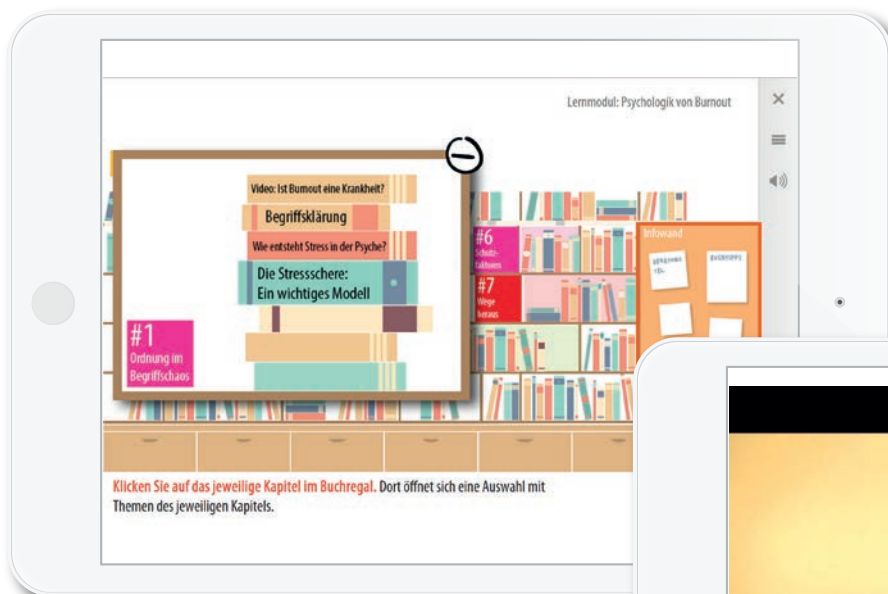 Lernmodul: Psychologik von Burnout
Video: Ist Burnout eine Krankheit?
Begriffsklärung
Wie entsteht Stress in der Psyche?
Die Stressschere:
Ein wichtiges Modell
#1
Ordnung im
Begriffschaos
#6
Schutz-
faktoren
#7
Wege
heraus
Infowand
Klicken Sie auf das jeweilige Kapitel im Buchregal. Dort öffnet sich eine Auswahl mit
Themen des jeweiligen Kapitels.